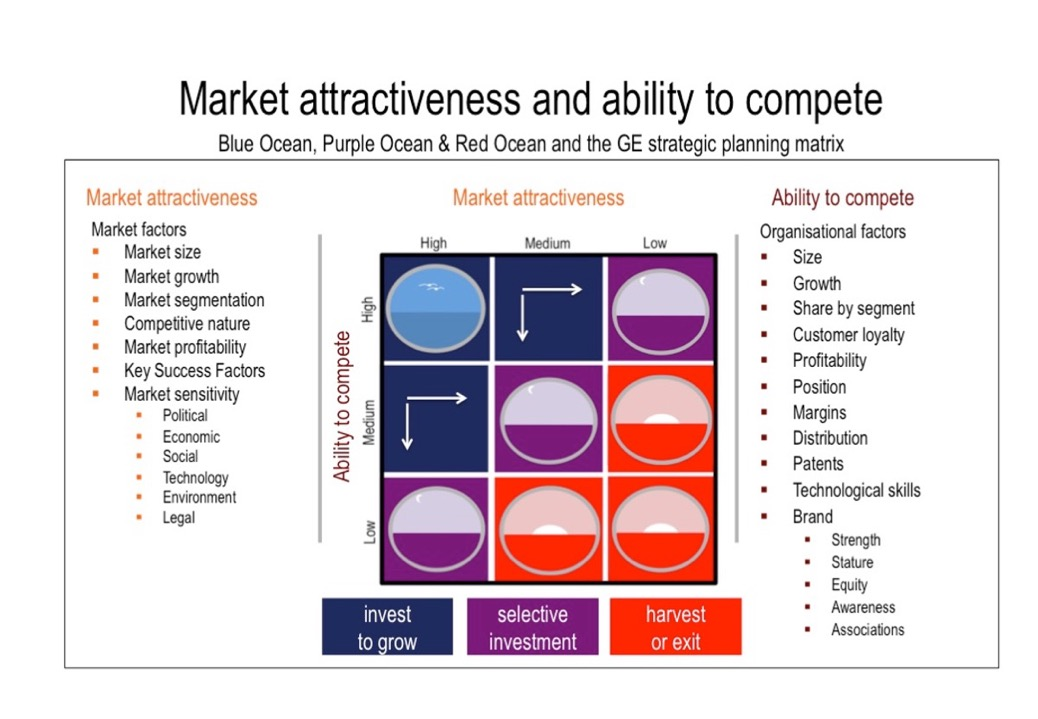 Market attractiveness and ability to compete
Blue Ocean, Purple Ocean & Red Ocean and the GE strategic planning matrix
Market attractiveness
Market factors
Market size
Market growth
Market segmentation
Competitive nature
Market profitability
Key Success Factors
Market sensitivity
Political
Economic
Social
Technology
Environment
Legal
Market attractiveness
High
Medium
Low
Ability to compete
High
Medium
Low
invest
to grow
selective
investment
harvest
or exit
Ability to compete
Organisational factors
Size
Growth
Share by segment
Customer loyalty
Profitability
Position
Margins
Distribution
Patents
Technological skills
Brand
Strength
Stature
Equity
Awareness
Associations